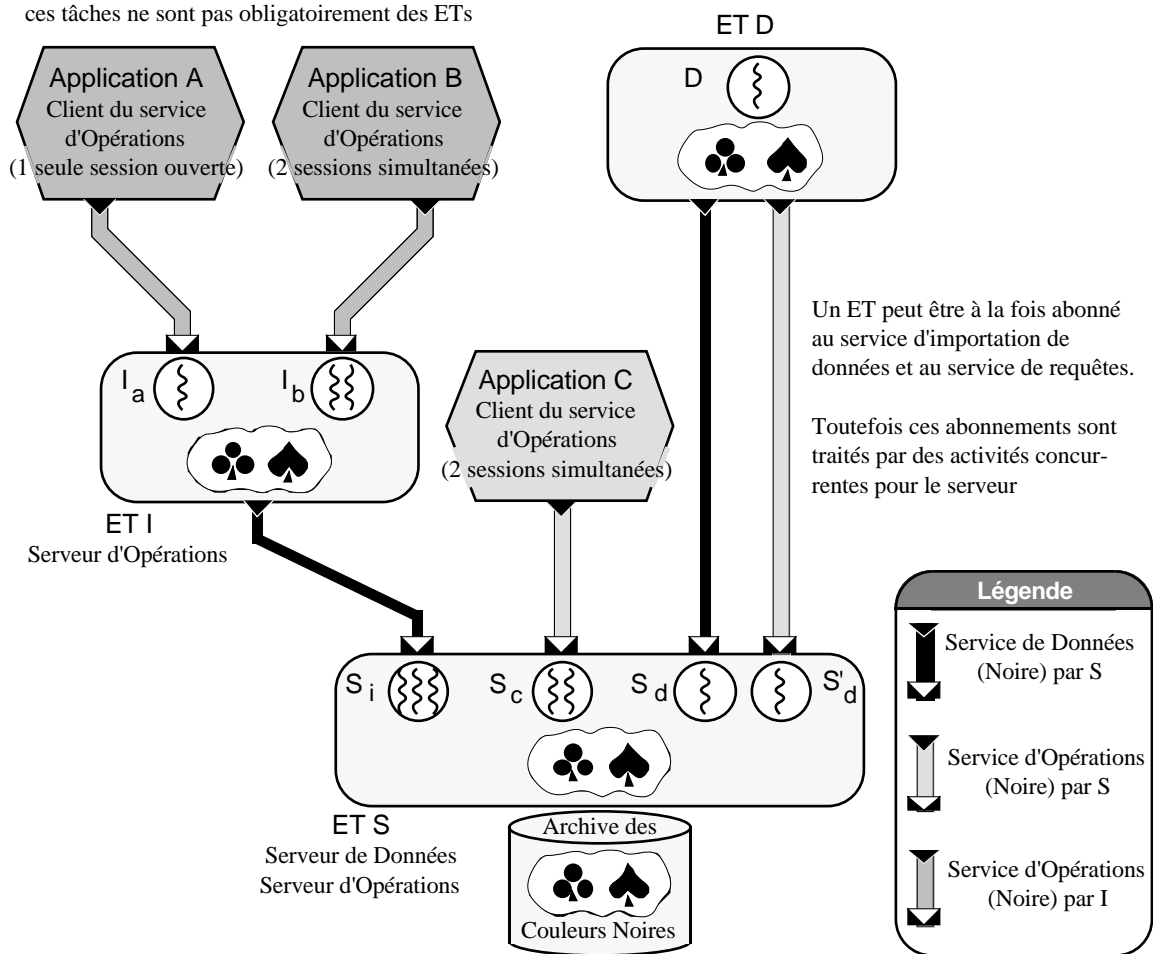 ces tâches ne sont pas obligatoirement des ETs
ET D
Application A
Client du service
d'Opérations
(1 seule session ouverte)
Application B
Client du service
d'Opérations
(2 sessions simultanées)
D
Un ET peut être à la fois abonné
au service d'importation de
données et au service de requêtes.
Toutefois ces abonnements sont
traités par des activités concur-
rentes pour le serveur
I a
I b
Application C
Client du service
d'Opérations
(2 sessions simultanées)
ET I
Serveur d'Opérations
S i
S c
S d
S' d
ET S
Serveur de Données
Serveur d'Opérations
Archive des
Couleurs Noires
Légende
Service de Données
(Noire) par S
Service d'Opérations
(Noire) par S
Service d'Opérations
(Noire) par I